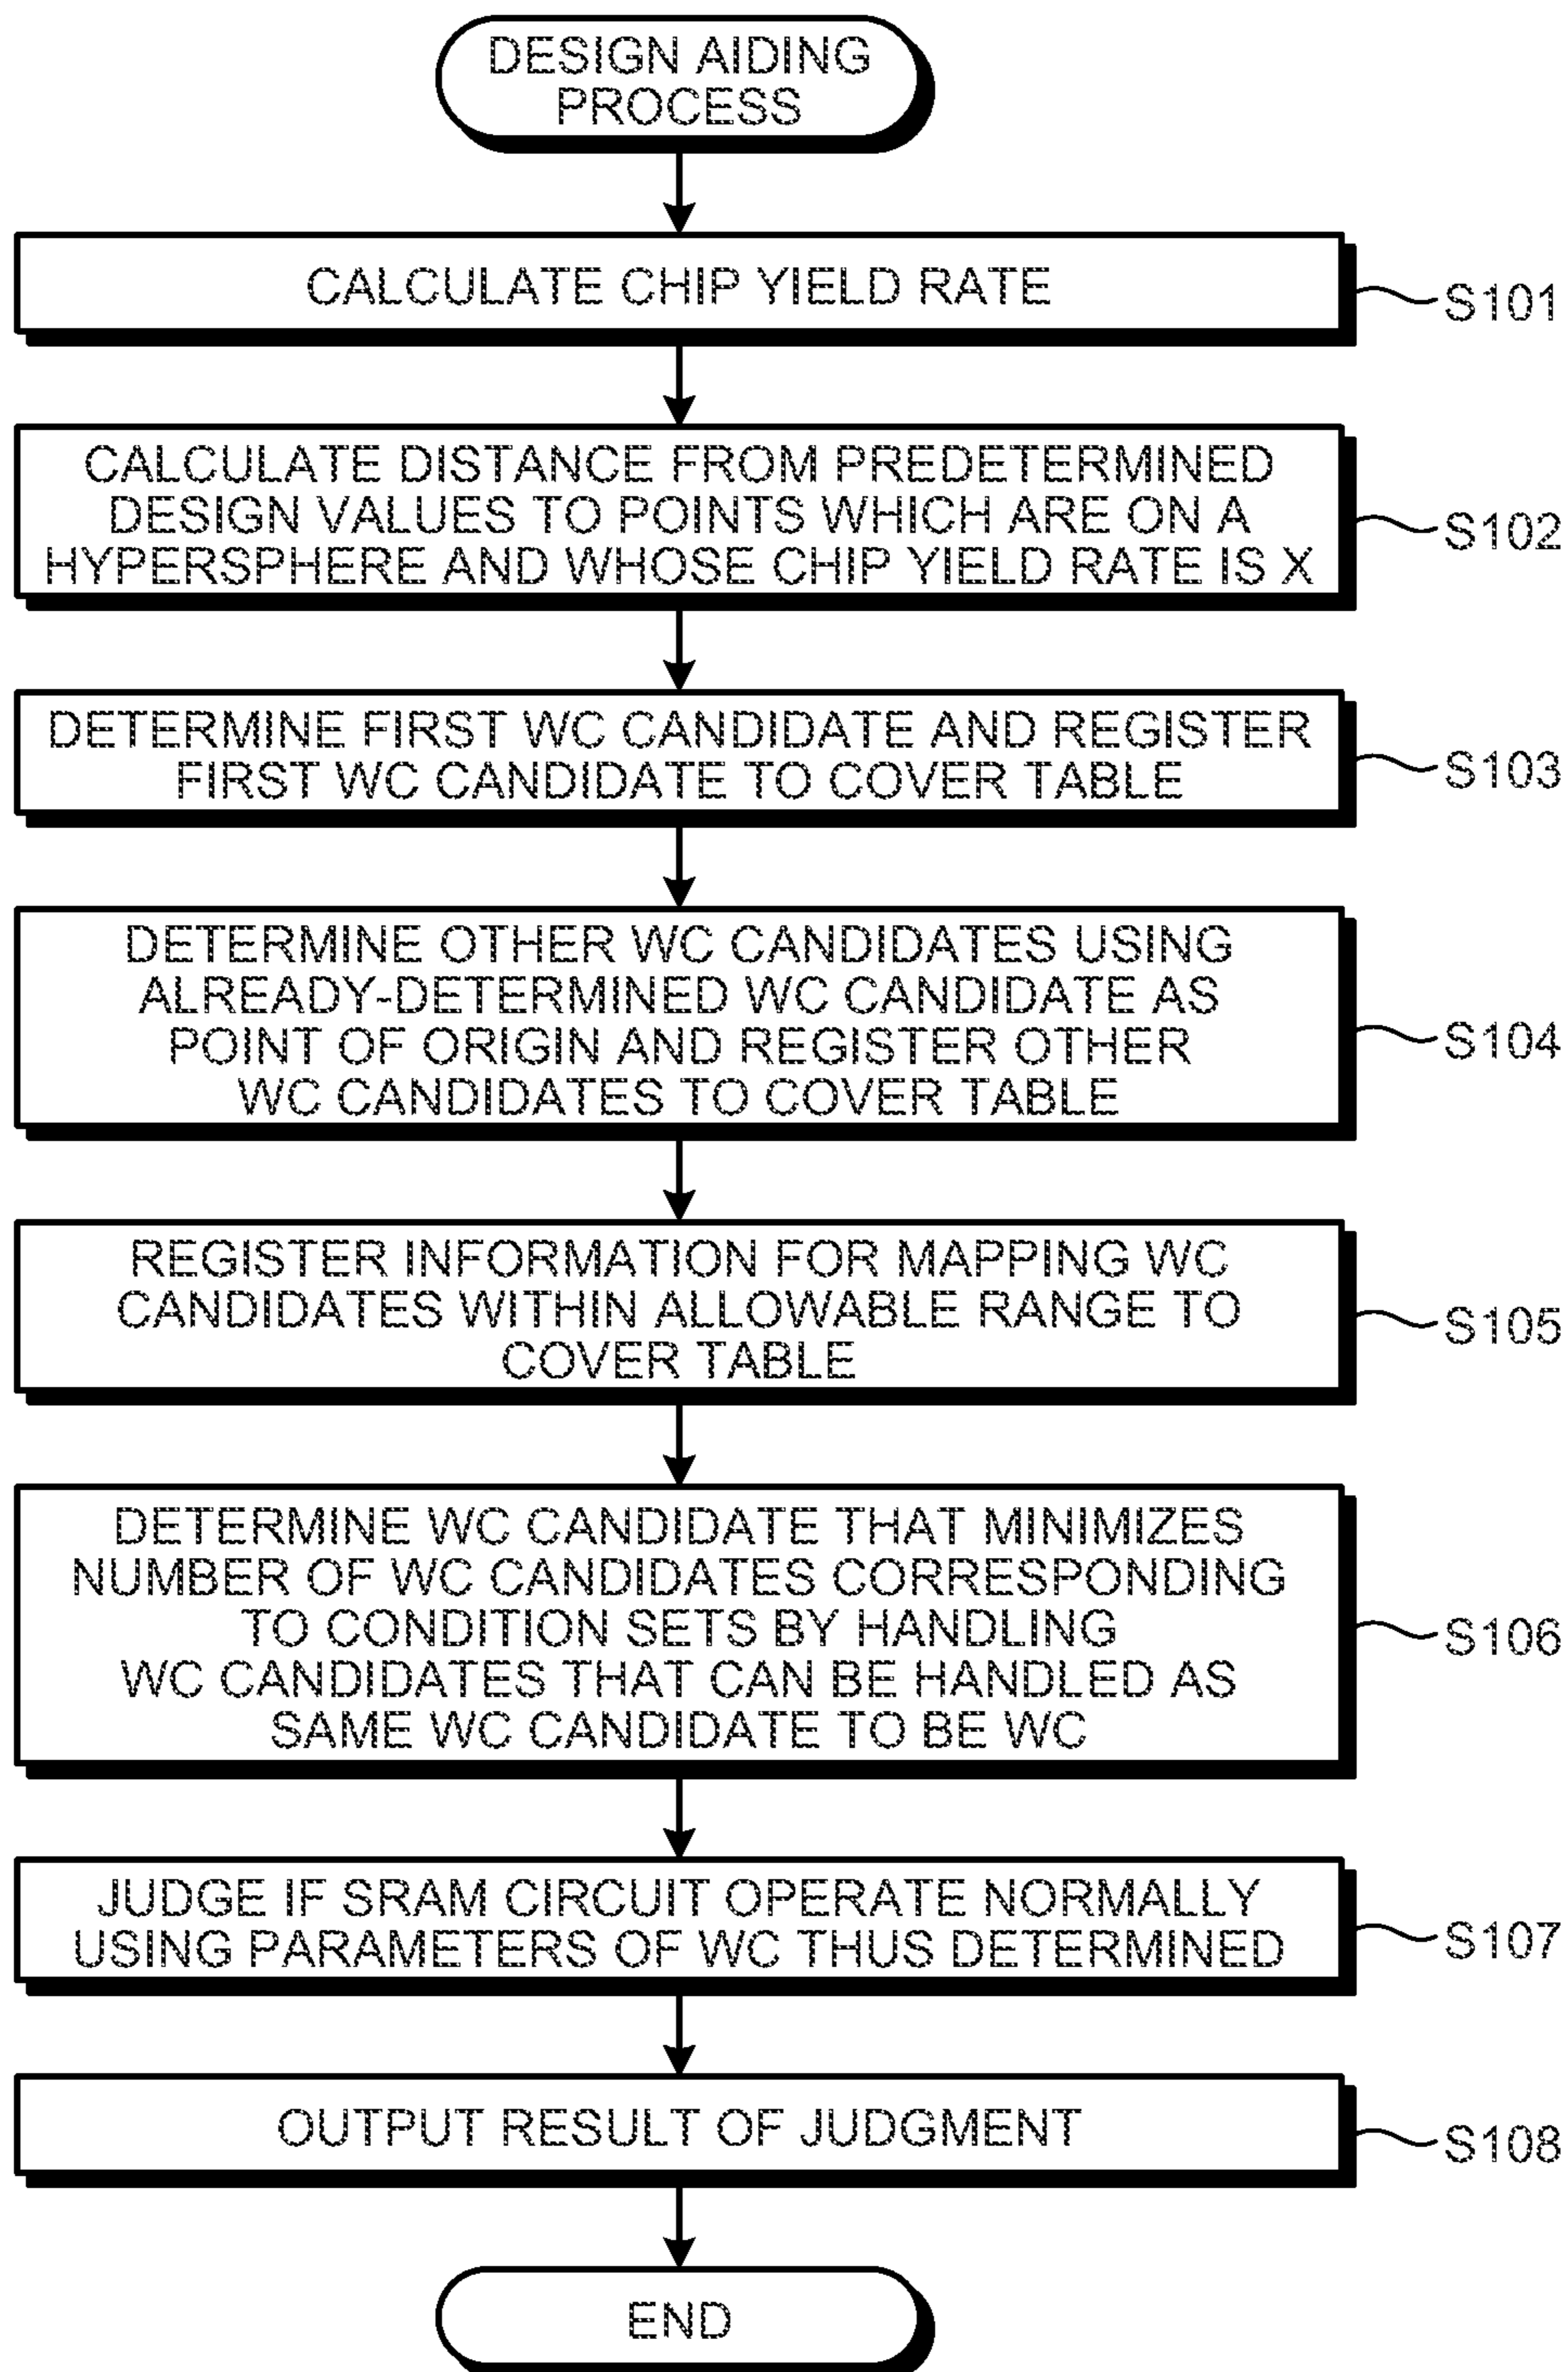 DESIGN AIDING
PROCESS
CALCULATE CHIP YIELD RATE
S101
CALCULATE DISTANCE FROM PREDETERMINED
DESIGN VALUES TO POINTS WHICH ARE ON A
HYPERSPHERE AND WHOSE CHIP YIELD RATE IS X
S102
DETERMINE FIRST WC CANDIDATE AND REGISTER
FIRST WC CANDIDATE TO COVER TABLE
S103
DETERMINE OTHER WC CANDIDATES USING
ALREADY-DETERMINED WC CANDIDATE AS
POINT OF ORIGIN AND REGISTER OTHER
WC CANDIDATES TO COVER TABLE
S104
REGISTER INFORMATION FOR MAPPING WC
CANDIDATES WITHIN ALLOWABLE RANGE TO
COVER TABLE
S105
DETERMINE WC CANDIDATE THAT MINIMIZES
NUMBER OF WC CANDIDATES CORRESPONDING
TO CONDITION SETS BY HANDLING
WC CANDIDATES THAT CAN BE HANDLED AS
SAME WC CANDIDATE TO BE WC
S106
JUDGE IF SRAM CIRCUIT OPERATE NORMALLY
USING PARAMETERS OF WC THUS DETERMINED
S107
OUTPUT RESULT OF JUDGMENT
S108
END